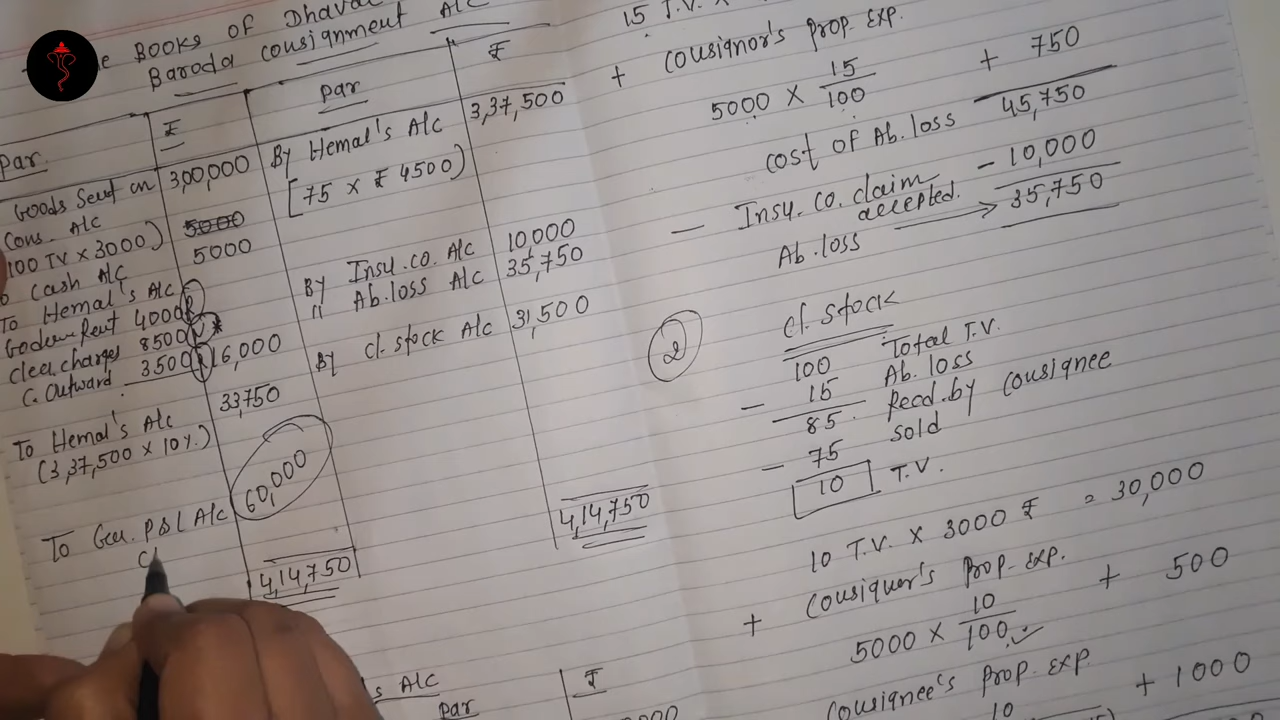 Books of Dhaval
Baroda consignment A/c
Par.
₹
Par
₹
Goods Sent on
Cons. A/c
100 TV x 3000)
3,00,000
Cash A/c
5000
5000
To Hemal's A/c
Godown Rent 4000
Clea. charges 8500
C. Outward 3500
16,000
To Hemal's A/c
(3,37,500 x 10%)
33,750
To Gen. P&L A/c
60,000
4,14,750
By Hemal's A/c
[75 x ₹ 4500)
3,37,500
By Insu. co. A/c
10,000
" Ab. loss A/c
35,750
By cl. stock A/c
31,500
4,14,750
15 T.V.
+ consignor's prop. exp.
5000 x 15/100
+ 750
cost of Ab. loss
45,750
— Insu. co. claim
accepted.
- 10,000
Ab. loss
35,750
2
cl. stock
100 Total T.V.
- 15 Ab. loss
85. Recd. by consignee
- 75 sold
10 T.V.
10 T.V. x 3000 ₹ = 30,000
+ consignor's prop. exp.
5000 x 10/100
+ 500
consignee's prop. exp.
10
+ 1000
s A/c
Par
₹